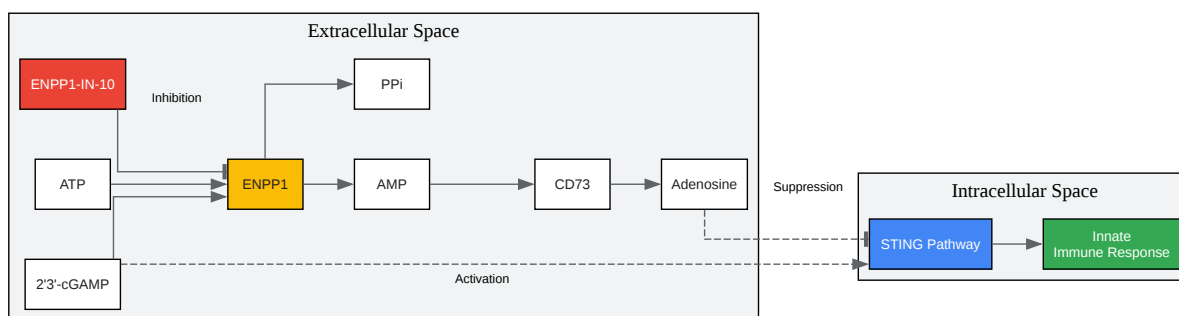 Extracellular Space
ENPP1-IN-10
Inhibition
PPi
ATP
ENPP1
AMP
CD73
Adenosine
Suppression
Intracellular Space
STING Pathway
Innate
Immune Response
2'3'-cGAMP
Activation